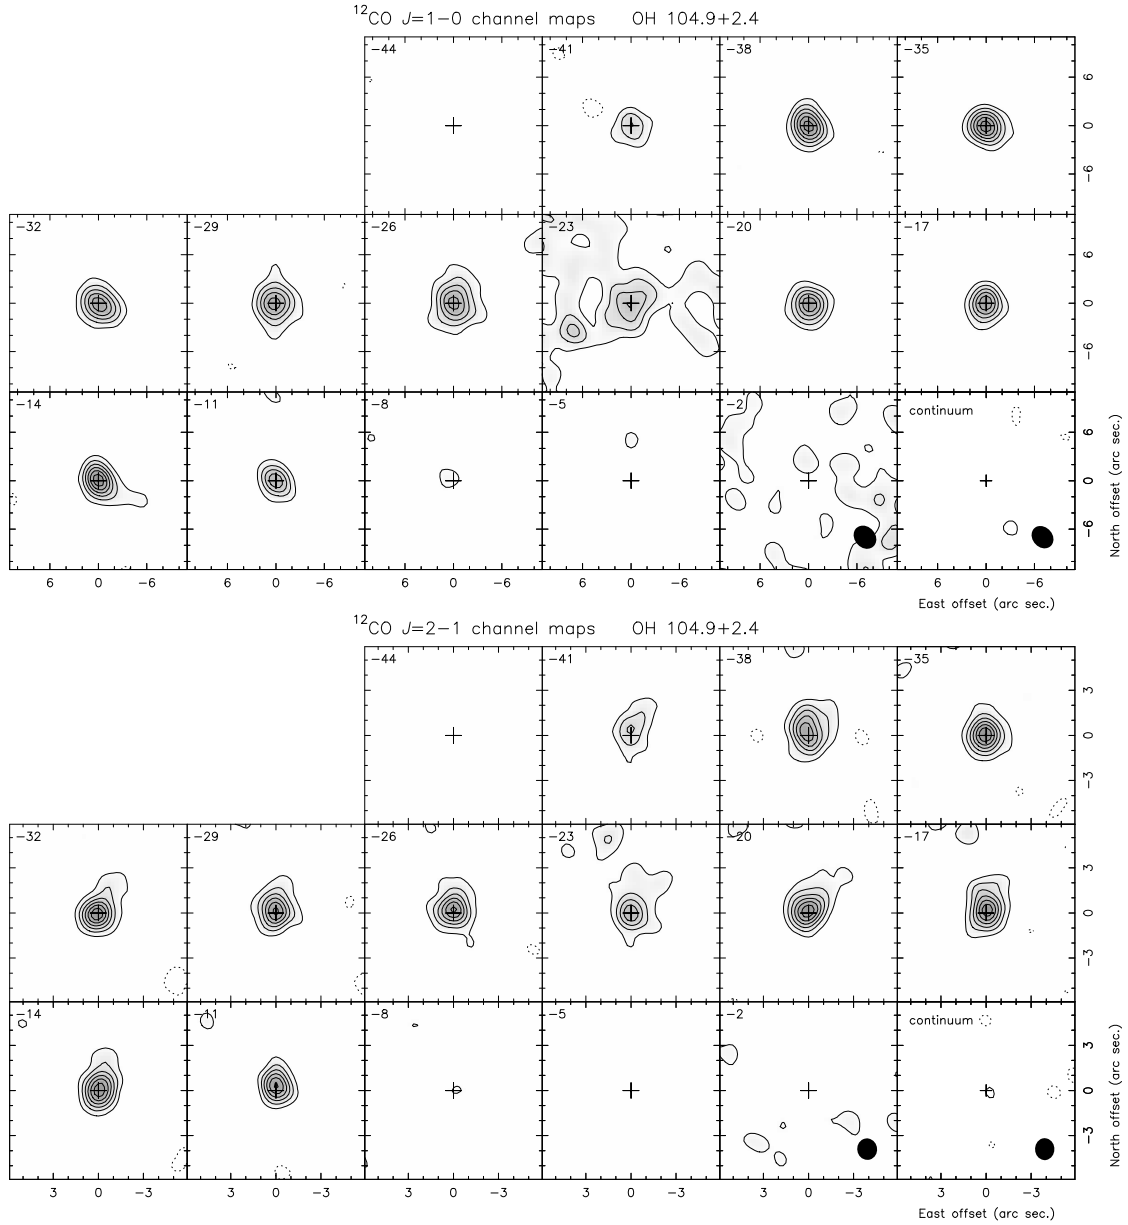 ¹²CO J=1−0 channel maps OH 104.9+2.4
−44 −41 −38 −35
6
0
−6
−32 −29 −26 −23 −20 −17
6
0
−6
−14 −11 −8 −5 −2 continuum
6
0
−6
North offset (arc sec.)
6 0 −6 6 0 −6 6 0 −6 6 0 −6 6 0 −6 6 0 −6
East offset (arc sec.)
¹²CO J=2−1 channel maps OH 104.9+2.4
−44 −41 −38 −35
3
0
−3
−32 −29 −26 −23 −20 −17
3
0
−3
−14 −11 −8 −5 −2 continuum
3
0
−3
North offset (arc sec.)
3 0 −3 3 0 −3 3 0 −3 3 0 −3 3 0 −3 3 0 −3
East offset (arc sec.)